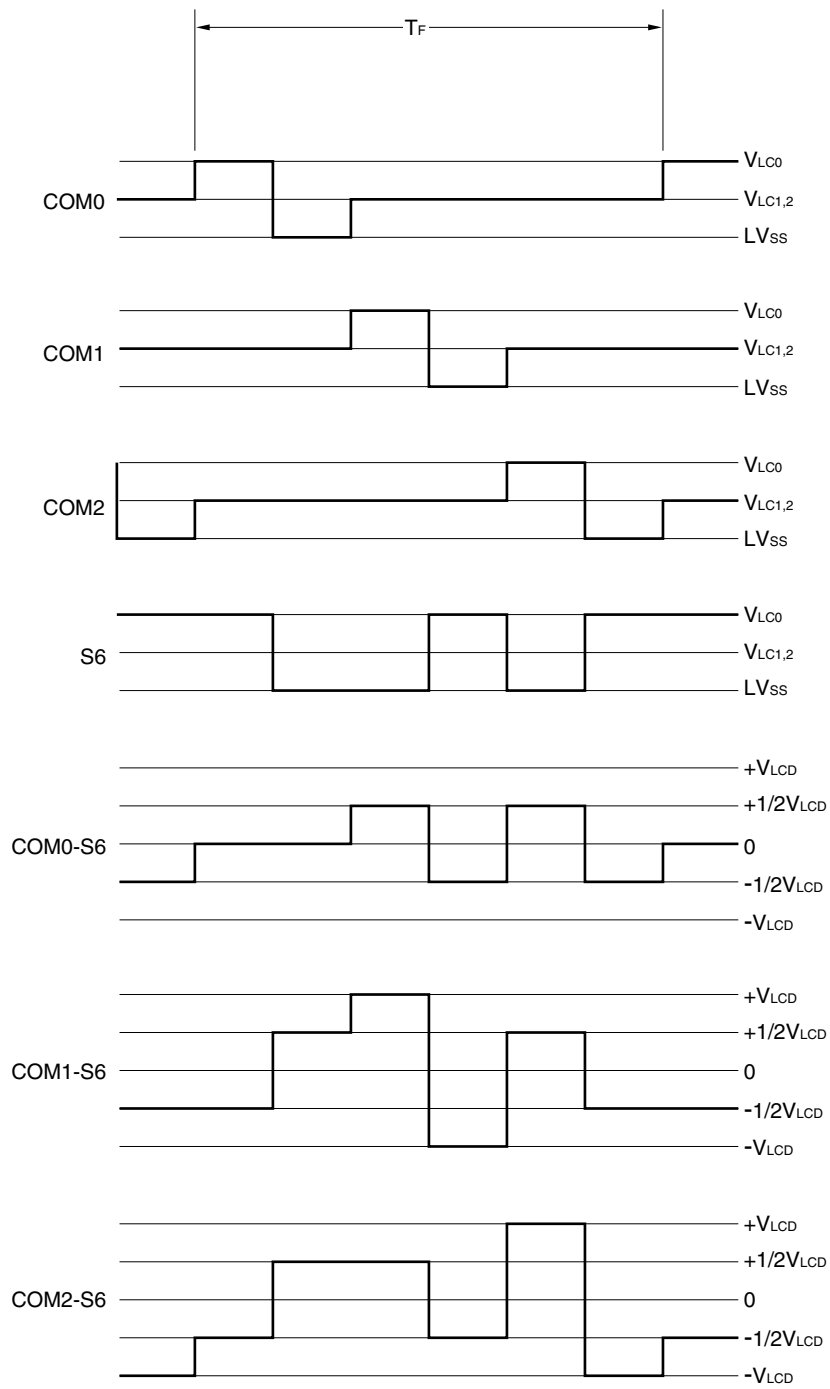 TF
VLC0
COM0
VLC1,2
LVSS
VLC0
COM1
VLC1,2
LVSS
VLC0
COM2
VLC1,2
LVSS
VLC0
S6
VLC1,2
LVSS
+VLCD
+1/2VLCD
COM0-S6
0
-1/2VLCD
-VLCD
+VLCD
+1/2VLCD
COM1-S6
0
-1/2VLCD
-VLCD
+VLCD
+1/2VLCD
COM2-S6
0
-1/2VLCD
-VLCD